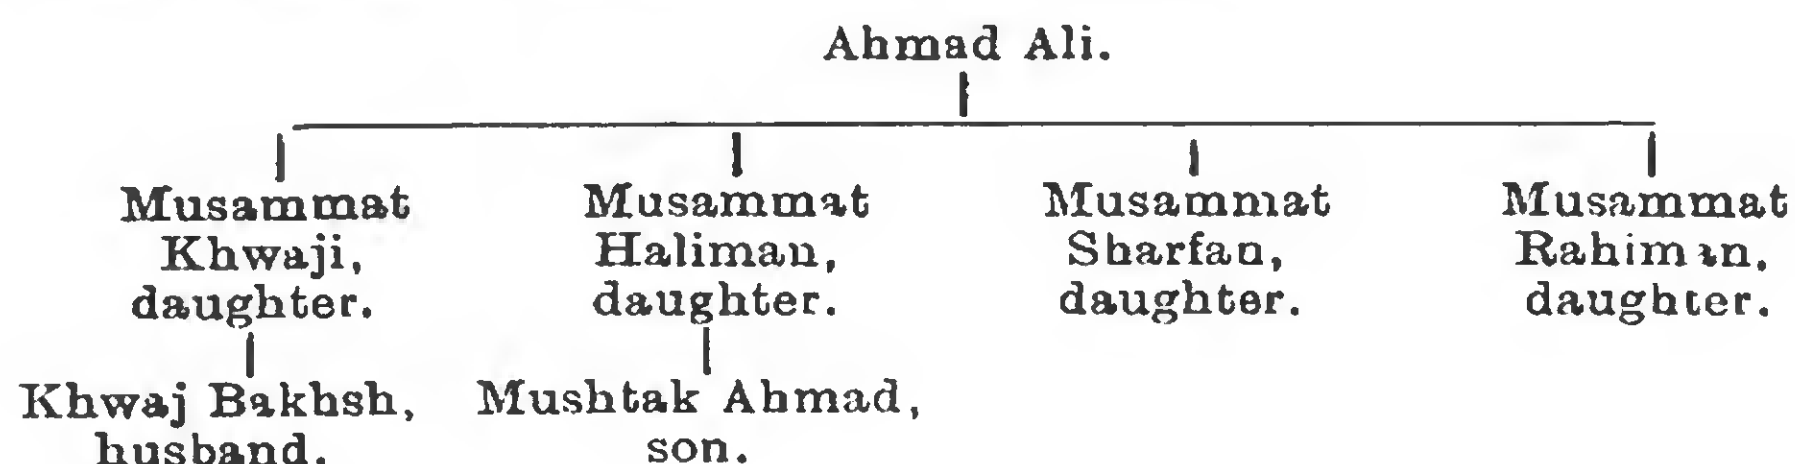 Ahmad Ali.
Musammat Musammat Musammat Musammat
Khwaji, Haliman, Sharfan, Rahiman,
daughter. daughter. daughter. daughter.
Khwaj Bakhsh, Mushtak Ahmad,
husband. son.